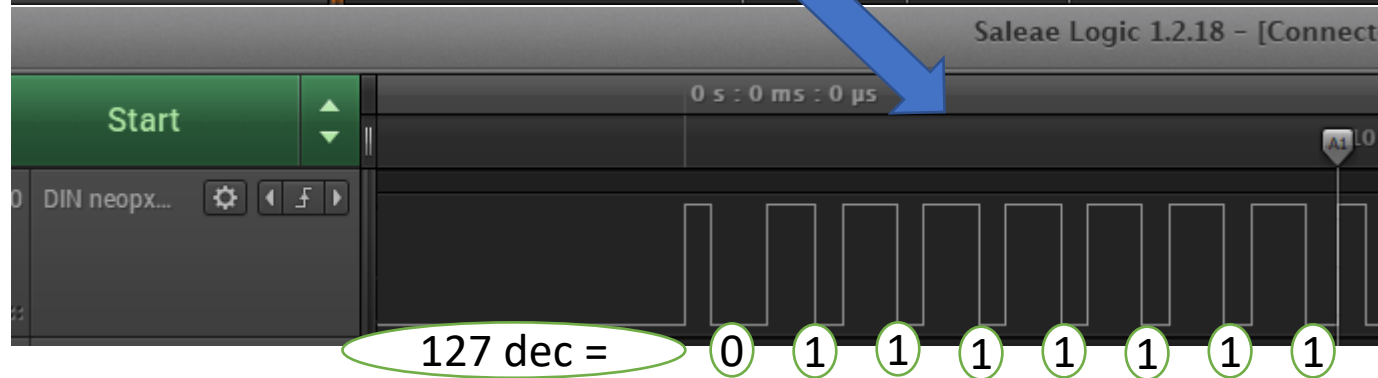 Saleae Logic 1.2.18 - [Connect
Start
0 s : 0 ms : 0 µs
A1
10
0
DIN neopx...
127 dec =
0 1 1 1 1 1 1 1